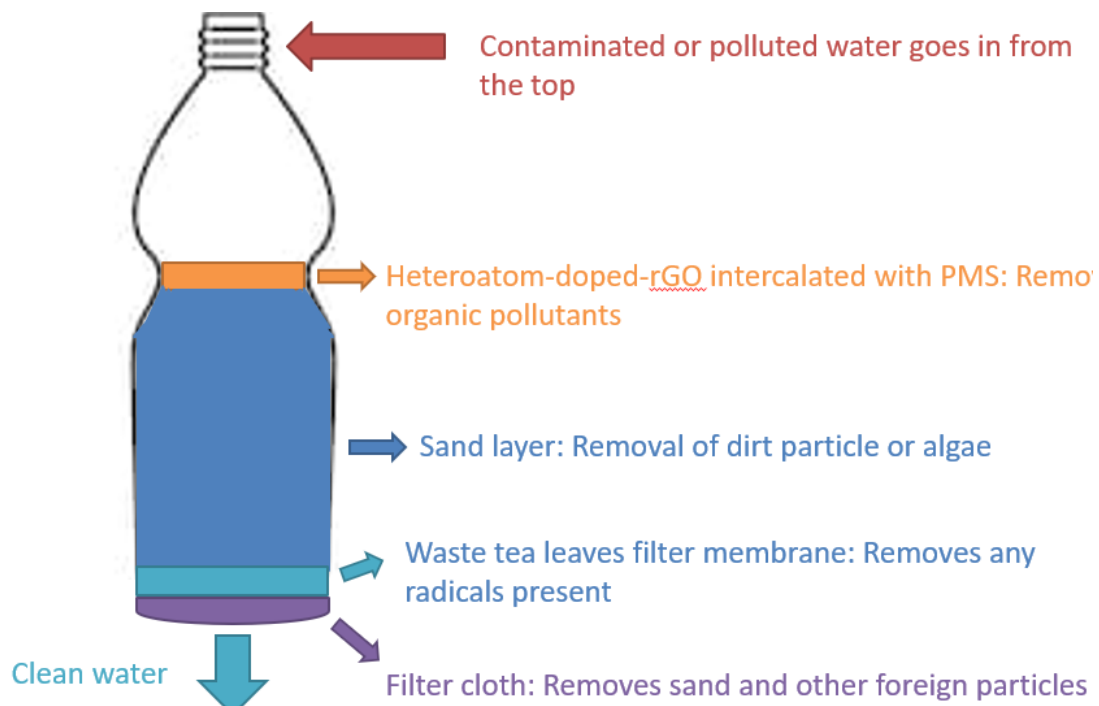 Contaminated or polluted water goes in from
the top
Heteroatom-doped-rGO intercalated with PMS: Remov
organic pollutants
Sand layer: Removal of dirt particle or algae
Waste tea leaves filter membrane: Removes any
radicals present
Clean water
Filter cloth: Removes sand and other foreign particles